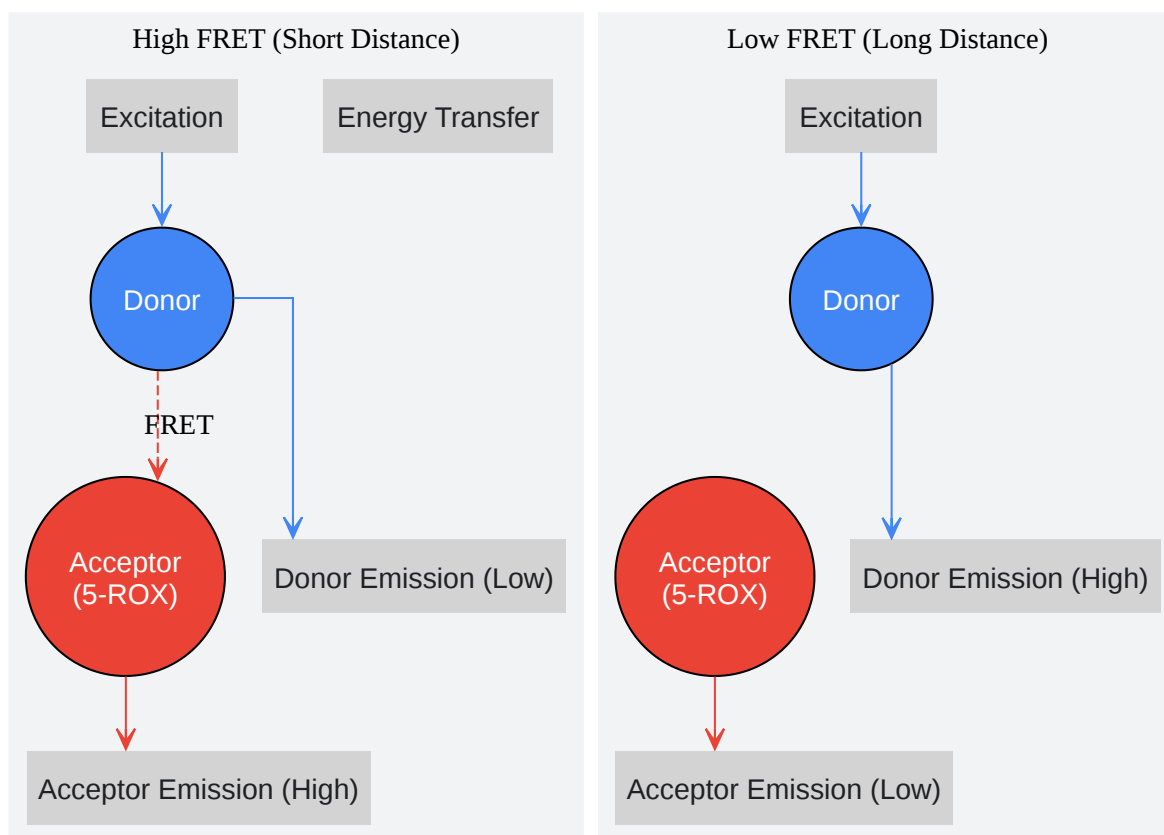 High FRET (Short Distance)
Excitation
Energy Transfer
Donor
FRET
Acceptor
(5-ROX)
Donor Emission (Low)
Acceptor Emission (High)
Low FRET (Long Distance)
Excitation
Donor
Acceptor
(5-ROX)
Donor Emission (High)
Acceptor Emission (Low)